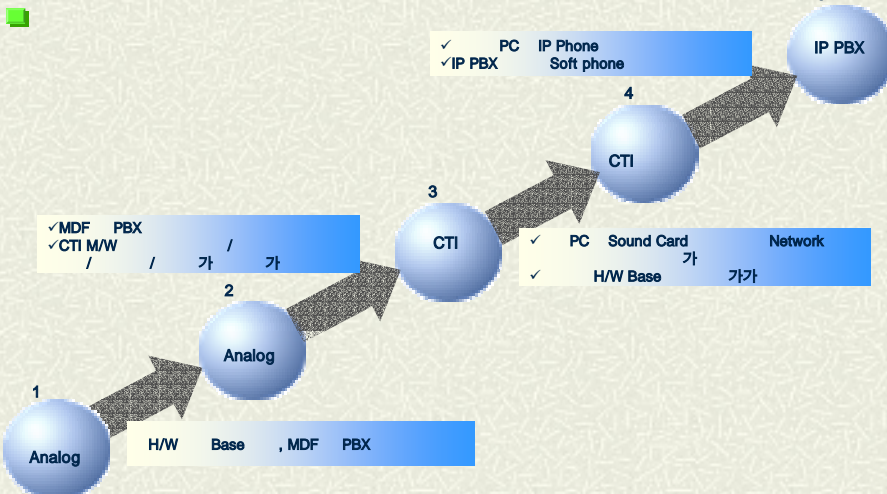 ✓ PC IP Phone
✓IP PBX Soft phone
IP PBX
4
CTI
3
CTI
✓ PC Sound Card Network
가
✓ H/W Base 가가
✓MDF PBX
✓CTI M/W /
/ / 가 가
2
Analog
1
Analog
H/W Base , MDF PBX